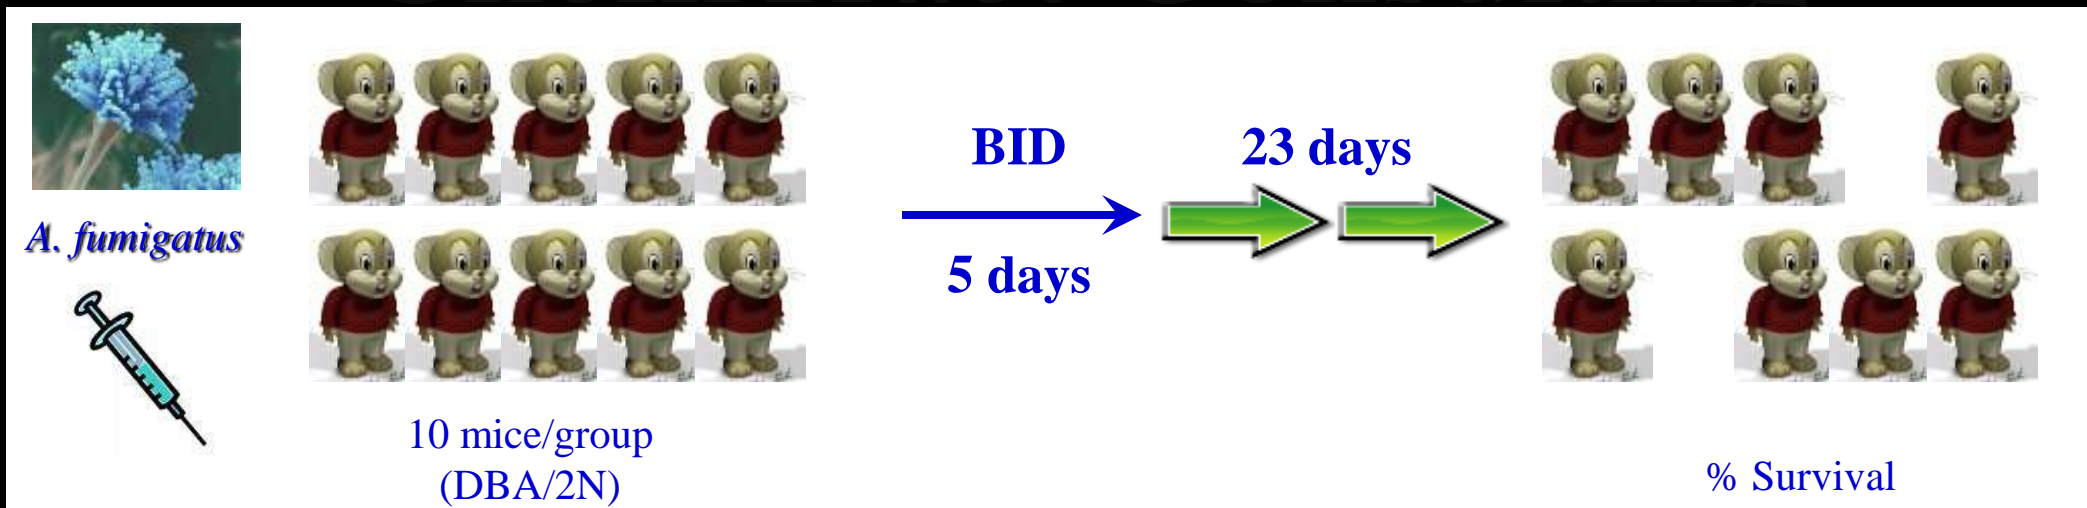 A. fumigatus
10 mice/group
(DBA/2N)
BID
5 days
23 days
% Survival